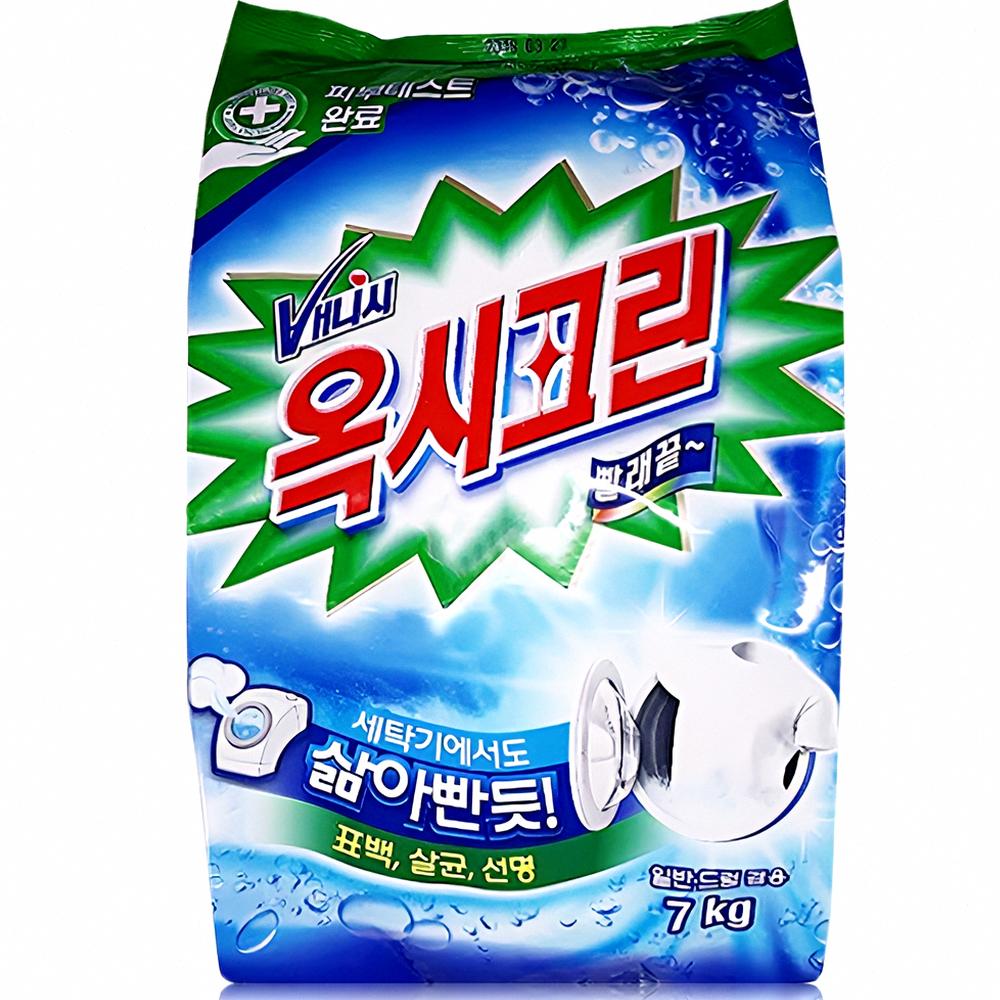 피부테스트
완료
배니시
옥시크린
빨래끝~
세탁기에서도
삶아빤듯!
표백, 살균, 선명
일반,드럼 겸용
7 kg